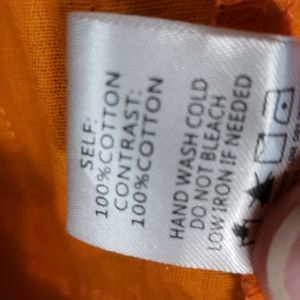 SELF:
100%COTTON
CONTRAST:
100%COTTON
HAND WASH COLD
DO NOT BLEACH
LOW IRON IF NEEDED